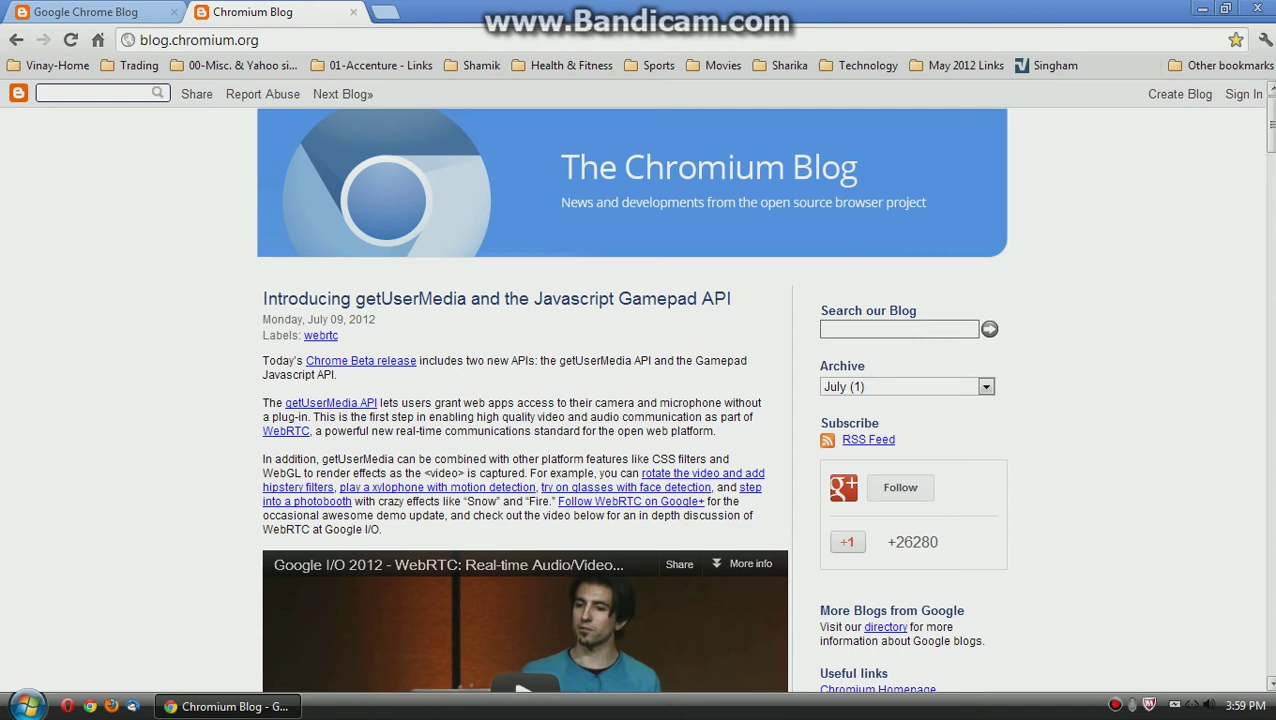 Google Chrome Blog
Chromium Blog
www.Bandicam.com
blog.chromium.org
Vinay-Home
Trading
00-Misc. & Yahoo si...
01-Accenture - Links
Shamik
Health & Fitness
Sports
Movies
Sharika
Technology
May 2012 Links
Singham
Other bookmarks
Share
Report Abuse
Next Blog»
Create Blog
Sign In
The Chromium Blog
News and developments from the open source browser project
Introducing getUserMedia and the Javascript Gamepad API
Monday, July 09, 2012
Labels: webrtc
Today's Chrome Beta release includes two new APIs: the getUserMedia API and the Gamepad
Javascript API.
The getUserMedia API lets users grant web apps access to their camera and microphone without
a plug-in. This is the first step in enabling high quality video and audio communication as part of
WebRTC, a powerful new real-time communications standard for the open web platform.
In addition, getUserMedia can be combined with other platform features like CSS filters and
WebGL to render effects as the <video> is captured. For example, you can rotate the video and add
hipstery filters, play a xylophone with motion detection, try on glasses with face detection, and step
into a photobooth with crazy effects like “Snow” and “Fire.” Follow WebRTC on Google+ for the
occasional awesome demo update, and check out the video below for an in depth discussion of
WebRTC at Google I/O.
Google I/O 2012 - WebRTC: Real-time Audio/Video...
Share
More info
Search our Blog
Archive
July (1)
Subscribe
RSS Feed
g+
Follow
+1
+26280
More Blogs from Google
Visit our directory for more
information about Google blogs.
Useful links
Chromium Homepage
Chromium Blog - G...
3:59 PM